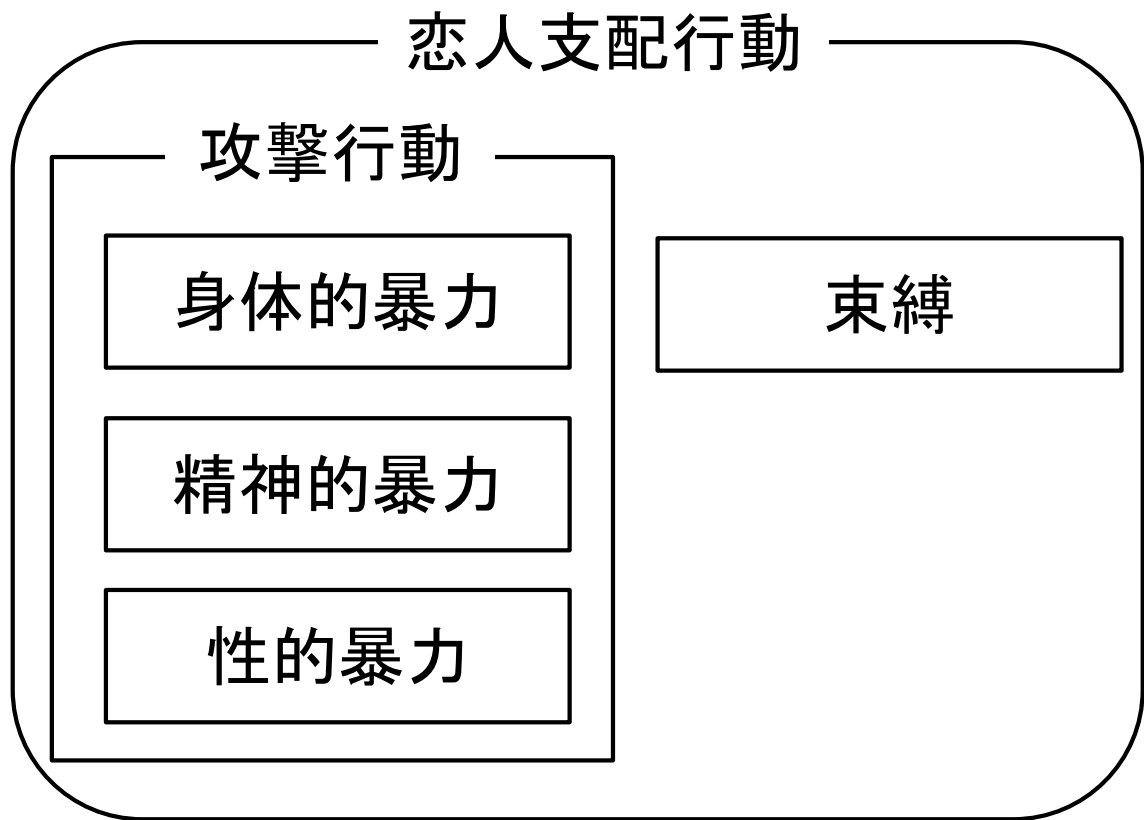 恋人支配行動
攻撃行動
身体的暴力
束縛
精神的暴力
性的暴力